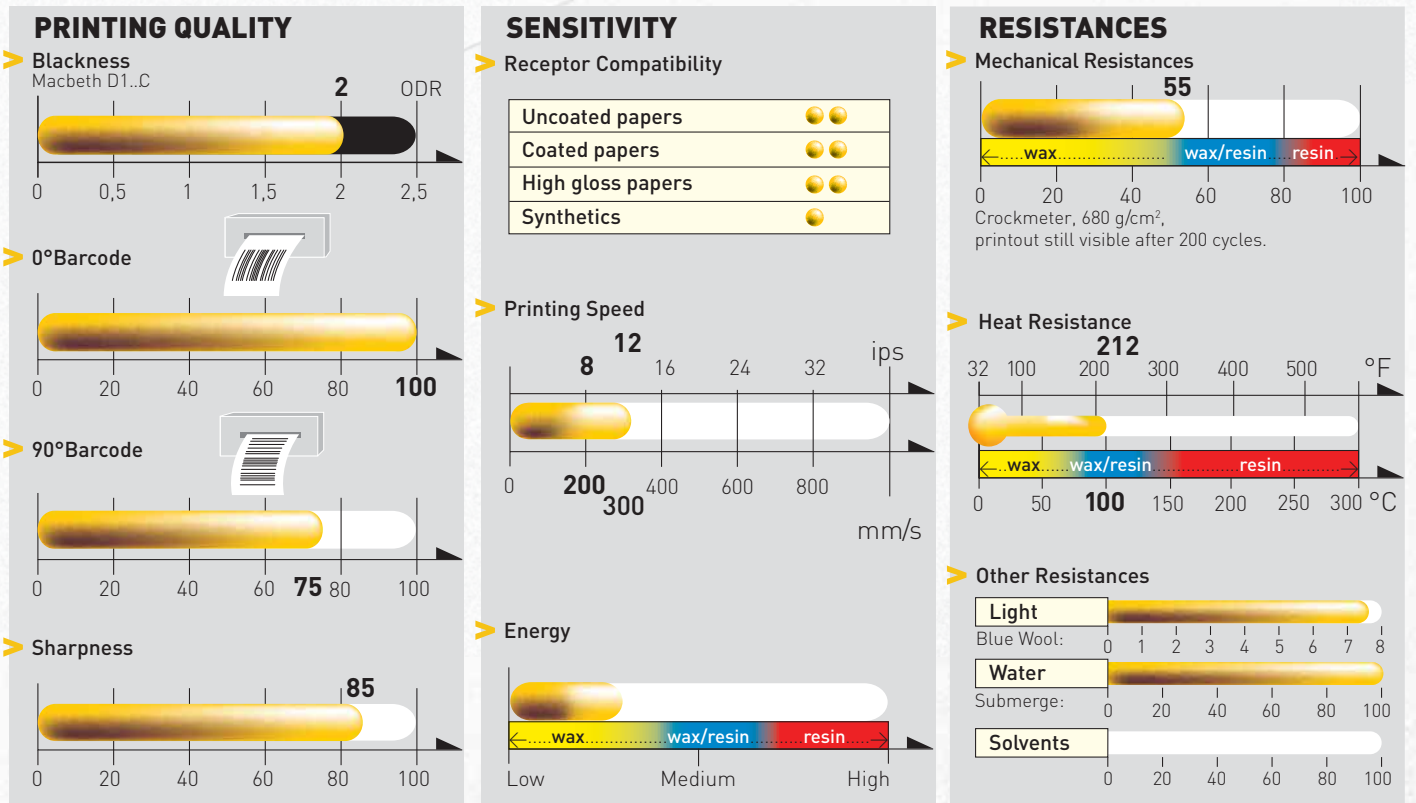 PRINTING QUALITY
> Blackness
Macbeth D1..C
2 ODR
0 0,5 1 1,5 2 2,5
> 0°Barcode
0 20 40 60 80 100
> 90°Barcode
0 20 40 60 75 80 100
> Sharpness
85
0 20 40 60 80 100
SENSITIVITY
> Receptor Compatibility
Uncoated papers
Coated papers
High gloss papers
Synthetics
> Printing Speed
12
8 16 24 32 ips
0 200 400 600 800
300
mm/s
> Energy
wax wax/resin resin
Low Medium High
RESISTANCES
> Mechanical Resistances
55
wax wax/resin resin
0 20 40 60 80 100
Crockmeter, 680 g/cm²,
printout still visible after 200 cycles.
> Heat Resistance
212
32 100 200 300 400 500 °F
wax wax/resin resin
0 50 100 150 200 250 300 °C
> Other Resistances
Light
Blue Wool: 0 1 2 3 4 5 6 7 8
Water
Submerge: 0 20 40 60 80 100
Solvents
0 20 40 60 80 100